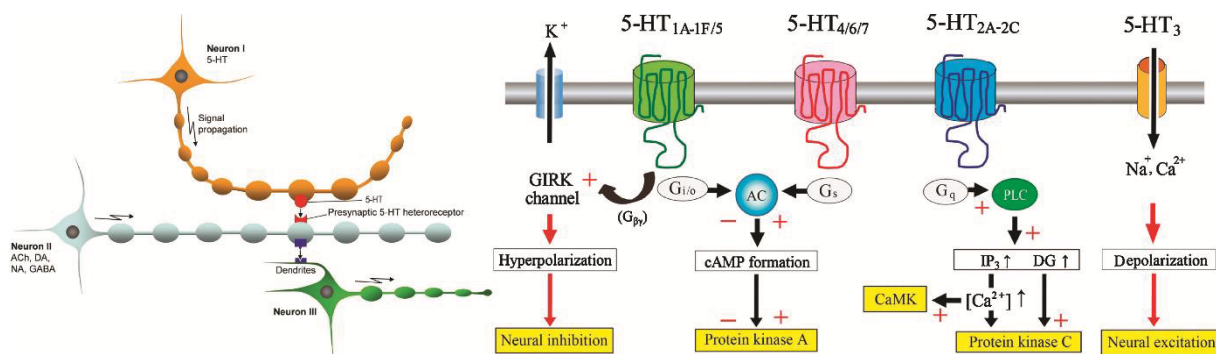 Neuron I
5-HT
Signal
propagation
5-HT
Presynaptic 5-HT heteroreceptor
Neuron II
ACh, DA,
NA, GABA
Dendrites
Neuron III
K+
5-HT1A-1F/5
5-HT4/6/7
5-HT2A-2C
5-HT3
GIRK
channel
+
(Gβγ)
Gi/o
AC
Gs
Gq
PLC
+
Na+, Ca2+
− +
+
Hyperpolarization
cAMP formation
IP3 ↑ DG ↑
Depolarization
CaMK
+
[Ca2+] ↑
− +
+
Neural inhibition
Protein kinase A
Protein kinase C
Neural excitation